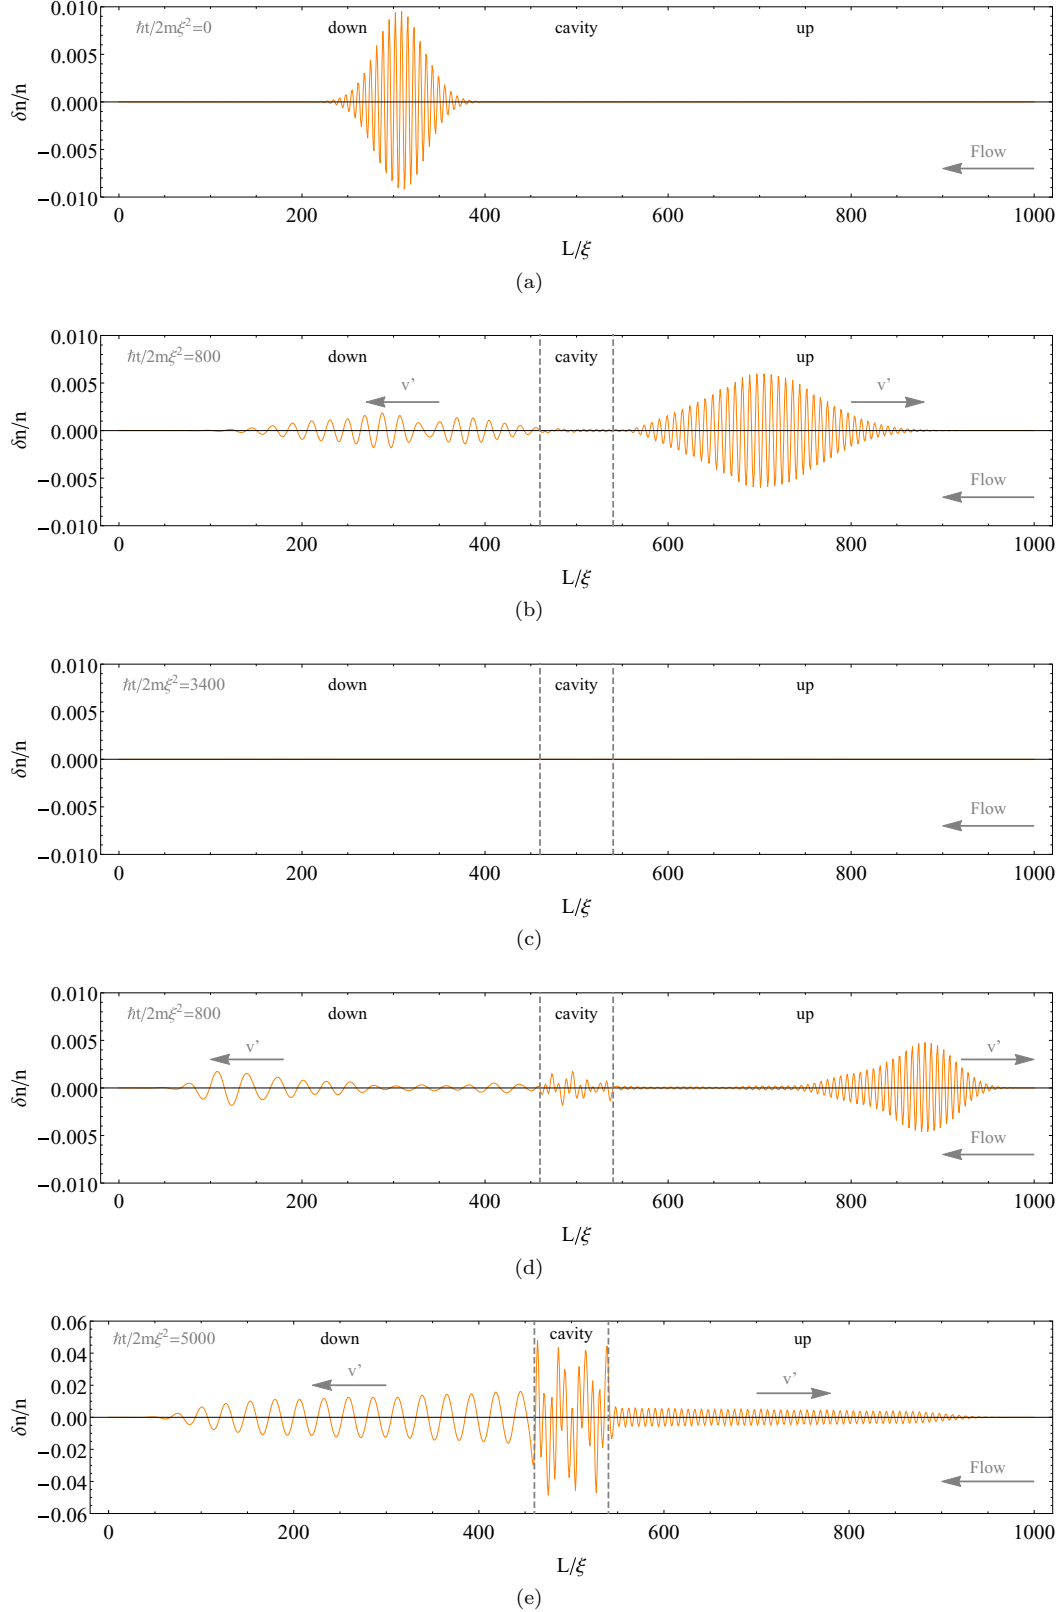 ħt/2mξ²=0 down cavity up
δn/n
0.010
0.005
0.000
−0.005
−0.010
Flow
0 200 400 600 800 1000
L/ξ
(a)
ħt/2mξ²=800 down cavity up
δn/n
0.010
0.005
0.000
−0.005
−0.010
v’ v’
Flow
0 200 400 600 800 1000
L/ξ
(b)
ħt/2mξ²=3400 down cavity up
δn/n
0.010
0.005
0.000
−0.005
−0.010
Flow
0 200 400 600 800 1000
L/ξ
(c)
ħt/2mξ²=800 down cavity up
δn/n
0.010
0.005
0.000
−0.005
−0.010
v’ v’
Flow
0 200 400 600 800 1000
L/ξ
(d)
ħt/2mξ²=5000 down cavity up
δn/n
0.06
0.04
0.02
0.00
−0.02
−0.04
−0.06
v’ v’
Flow
0 200 400 600 800 1000
L/ξ
(e)